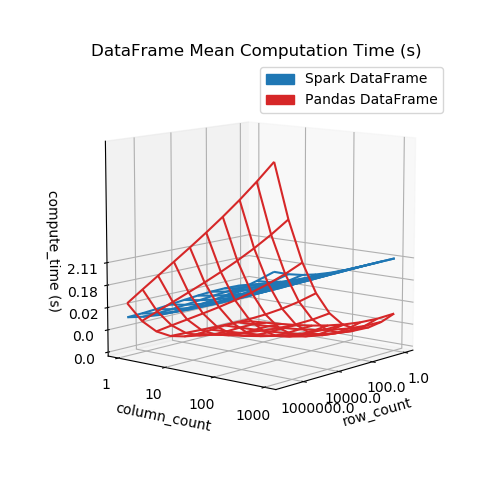 DataFrame Mean Computation Time (s)
Spark DataFrame
Pandas DataFrame
compute_time (s)
2.11
0.18
0.02
0.0
0.0
1
10
100
1000
column_count
1000000.0
10000.0
100.0
1.0
row_count